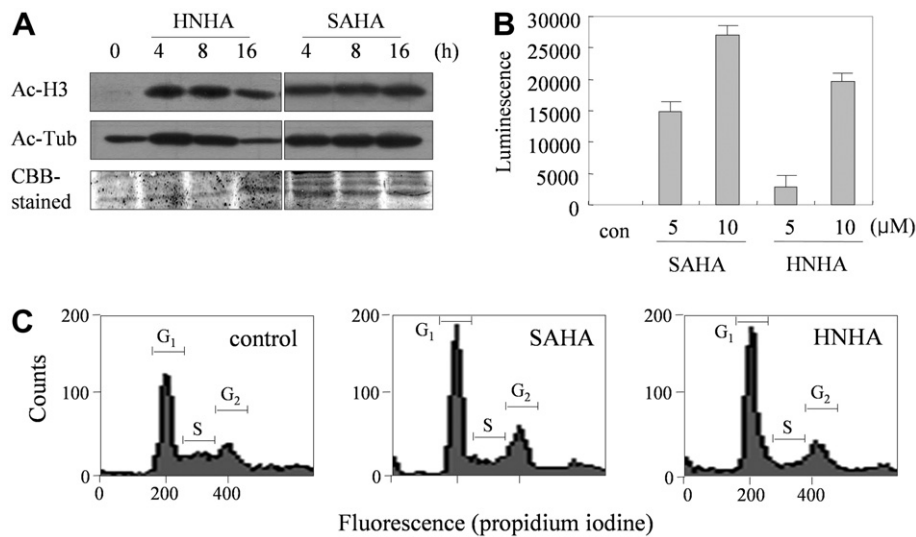 A
HNHA SAHA
0 4 8 16 4 8 16 (h)
Ac-H3
Ac-Tub
CBB-
stained
B
Luminescence
30000
25000
20000
15000
10000
5000
0
con 5 10 5 10 (µM)
SAHA HNHA
C
Counts
200
100
0
G1
S
G2
control
0 200 400
200
100
0
G1
S
G2
SAHA
200
100
0
G1
S
G2
HNHA
0 200 400
Fluorescence (propidium iodine)